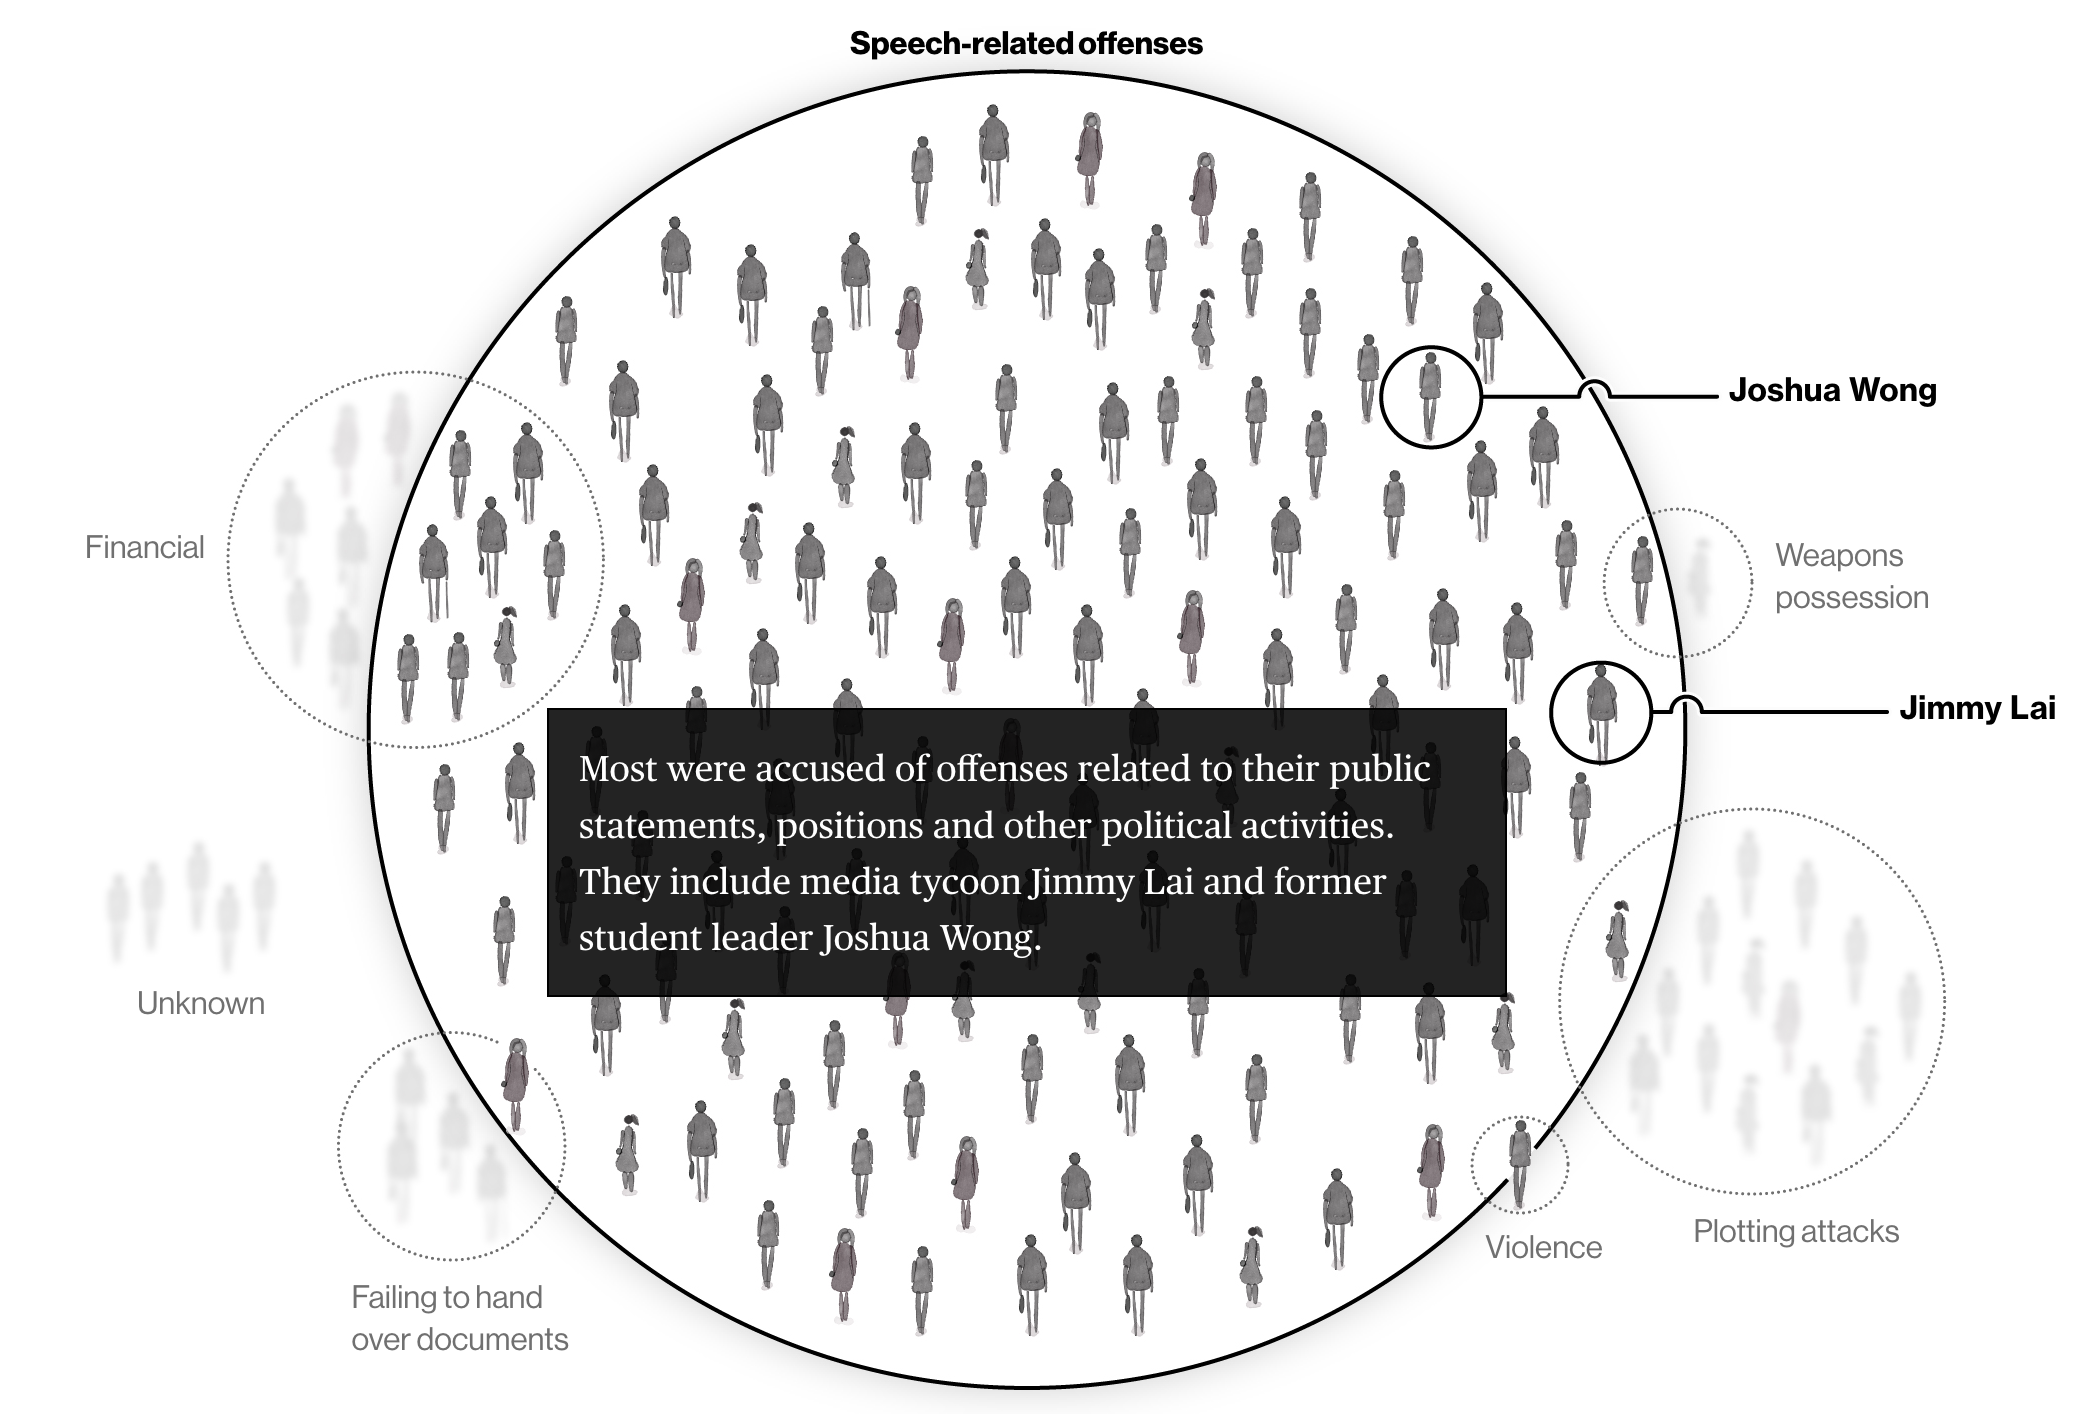 Speech-related offenses
Joshua Wong
Financial
Weapons
possession
Jimmy Lai
Most were accused of offenses related to their public
statements, positions and other political activities.
They include media tycoon Jimmy Lai and former
student leader Joshua Wong.
Unknown
Plotting attacks
Violence
Failing to hand
over documents